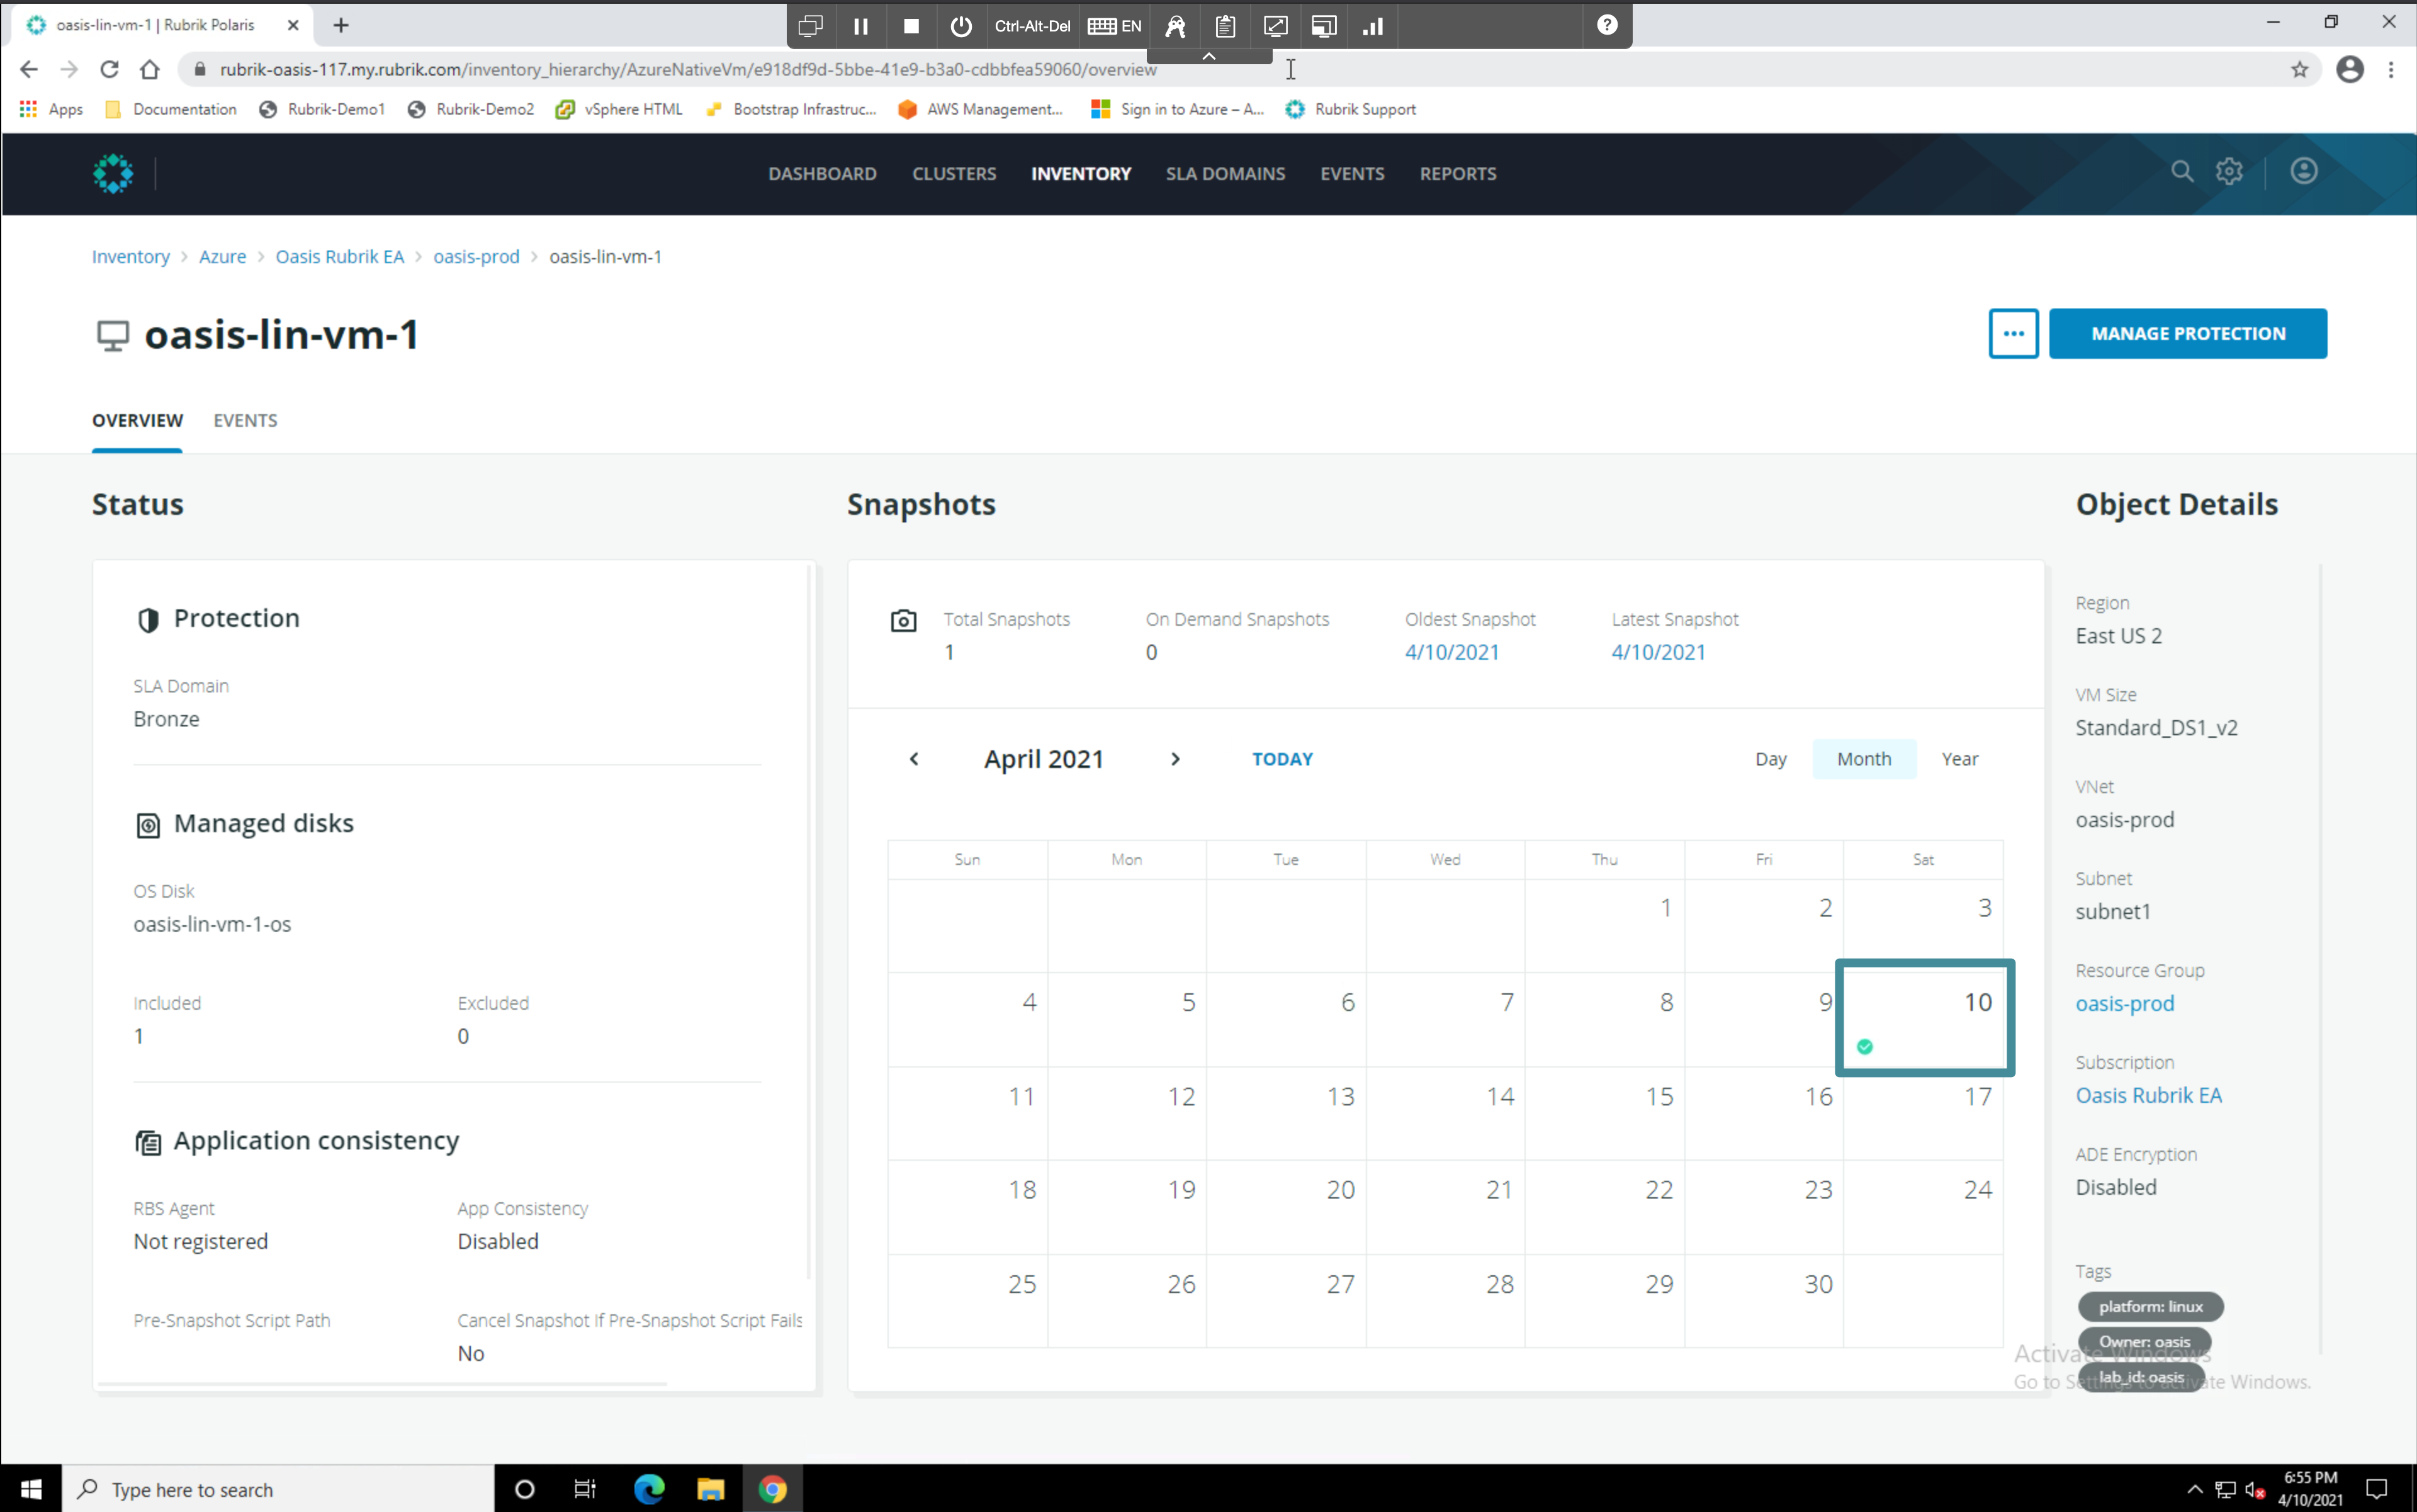 oasis-lin-vm-1 | Rubrik Polaris
Ctrl-Alt-Del
EN
rubrik-oasis-117.my.rubrik.com/inventory_hierarchy/AzureNativeVm/e918df9d-5bbe-41e9-b3a0-cdbbfea59060/overview
Apps Documentation Rubrik-Demo1 Rubrik-Demo2 vSphere HTML Bootstrap Infrastruc... AWS Management... Sign in to Azure – A... Rubrik Support
DASHBOARD CLUSTERS INVENTORY SLA DOMAINS EVENTS REPORTS
Inventory > Azure > Oasis Rubrik EA > oasis-prod > oasis-lin-vm-1
oasis-lin-vm-1
MANAGE PROTECTION
OVERVIEW EVENTS
Status
Protection
SLA Domain
Bronze
Managed disks
OS Disk
oasis-lin-vm-1-os
Included Excluded
1 0
Application consistency
RBS Agent App Consistency
Not registered Disabled
Pre-Snapshot Script Path Cancel Snapshot If Pre-Snapshot Script Fails
No
Snapshots
Total Snapshots On Demand Snapshots Oldest Snapshot Latest Snapshot
1 0 4/10/2021 4/10/2021
April 2021 TODAY Day Month Year
Sun Mon Tue Wed Thu Fri Sat
1 2 3
4 5 6 7 8 9 10
11 12 13 14 15 16 17
18 19 20 21 22 23 24
25 26 27 28 29 30
Object Details
Region
East US 2
VM Size
Standard_DS1_v2
VNet
oasis-prod
Subnet
subnet1
Resource Group
oasis-prod
Subscription
Oasis Rubrik EA
ADE Encryption
Disabled
Tags
platform: linux
Owner: oasis
lab_id: oasis
Activate Windows
Go to Settings to activate Windows.
Type here to search
6:55 PM
4/10/2021